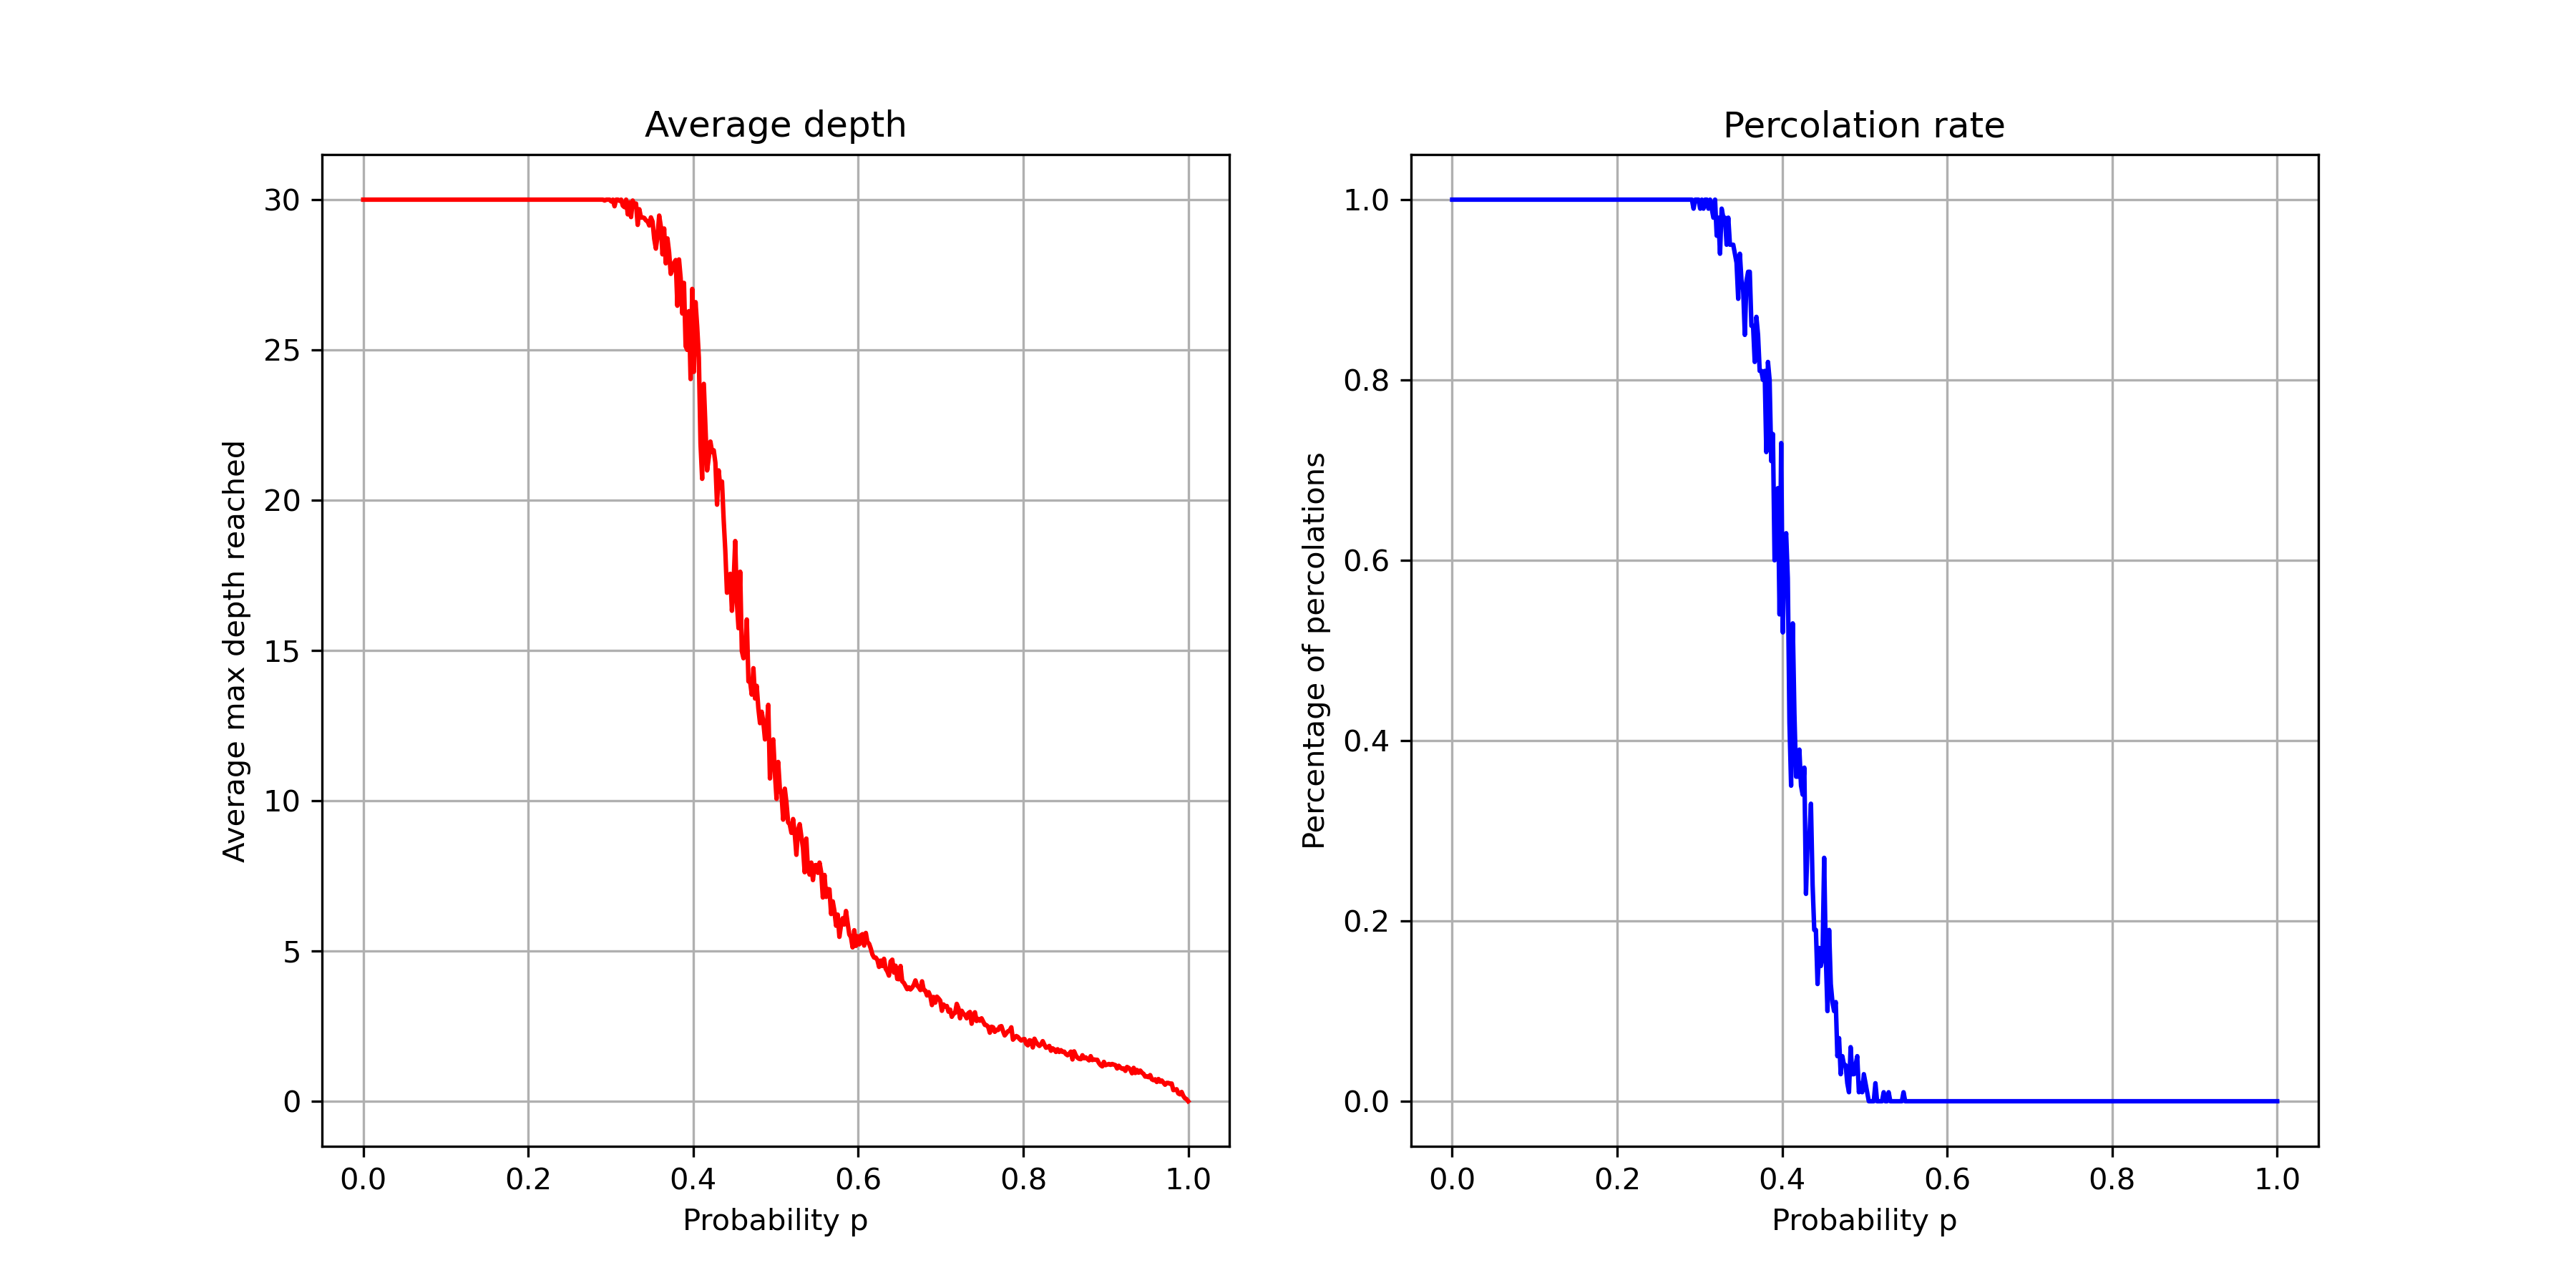 Average depth
30
25
20
15
10
5
0
Average max depth reached
0.0 0.2 0.4 0.6 0.8 1.0
Probability p
Percolation rate
1.0
0.8
0.6
0.4
0.2
0.0
Percentage of percolations
0.0 0.2 0.4 0.6 0.8 1.0
Probability p